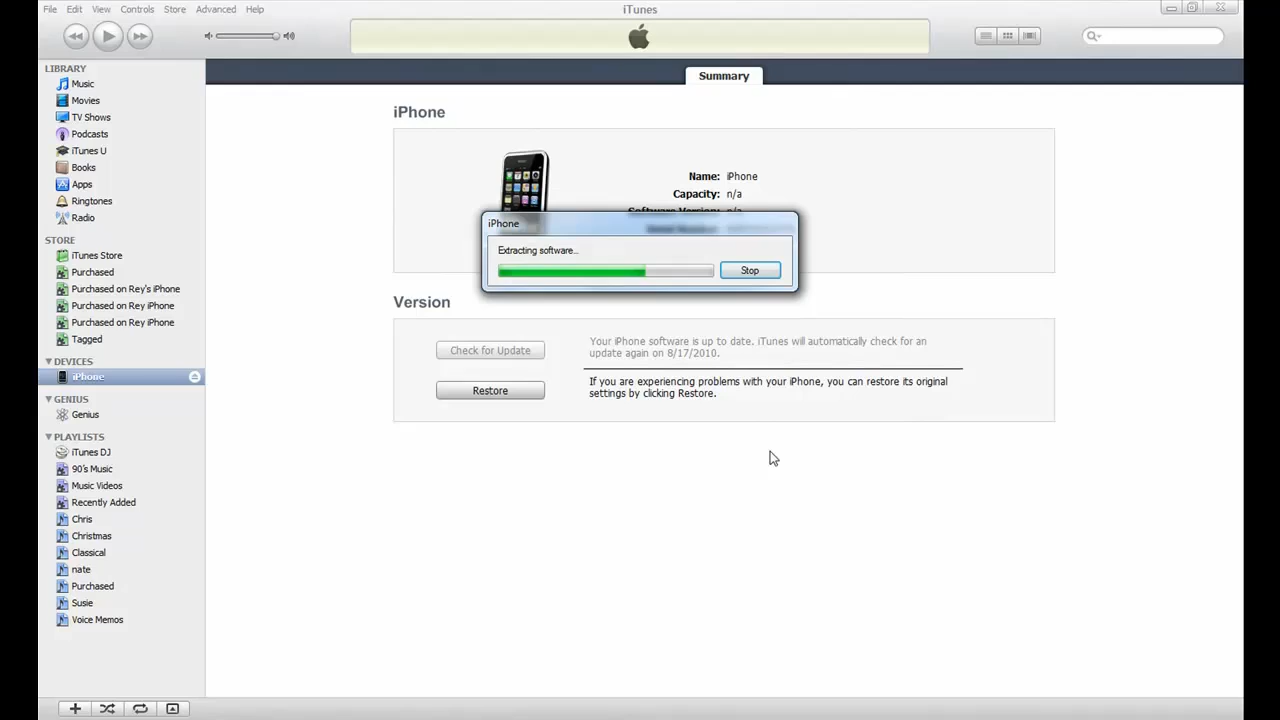 File Edit View Controls Store Advanced Help
iTunes
LIBRARY
Music
Movies
TV Shows
Podcasts
iTunes U
Books
Apps
Ringtones
Radio
STORE
iTunes Store
Purchased
Purchased on Rey's iPhone
Purchased on Rey iPhone
Purchased on Rey iPhone
Tagged
DEVICES
iPhone
GENIUS
Genius
PLAYLISTS
iTunes DJ
90's Music
Music Videos
Recently Added
Chris
Christmas
Classical
nate
Purchased
Susie
Voice Memos
Summary
iPhone
Name: iPhone
Capacity: n/a
Software Version: n/a
iPhone
Extracting software...
Stop
Version
Check for Update
Your iPhone software is up to date. iTunes will automatically check for an
update again on 8/17/2010.
Restore
If you are experiencing problems with your iPhone, you can restore its original
settings by clicking Restore.